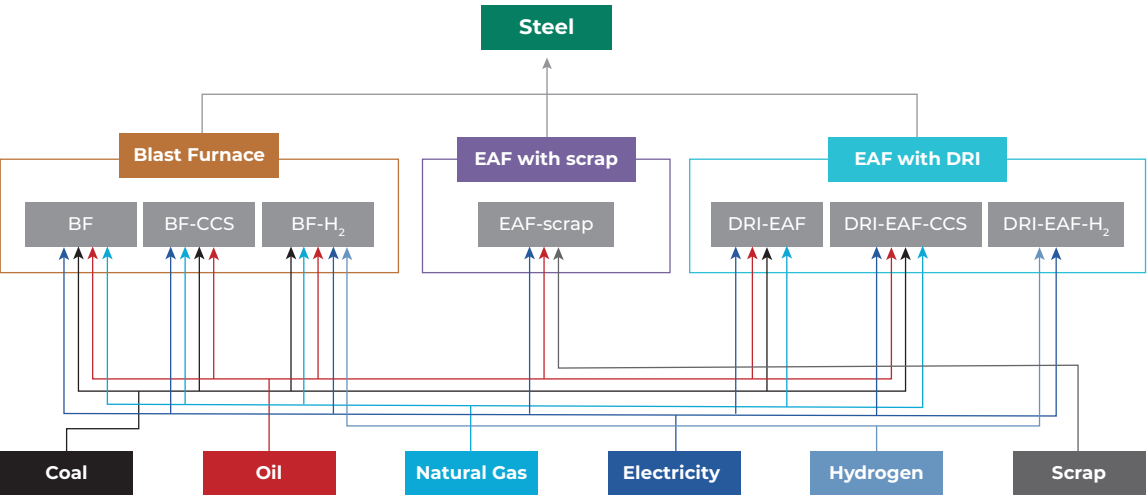 Steel
Blast Furnace
EAF with scrap
EAF with DRI
BF
BF-CCS
BF-H₂
EAF-scrap
DRI-EAF
DRI-EAF-CCS
DRI-EAF-H₂
Coal
Oil
Natural Gas
Electricity
Hydrogen
Scrap